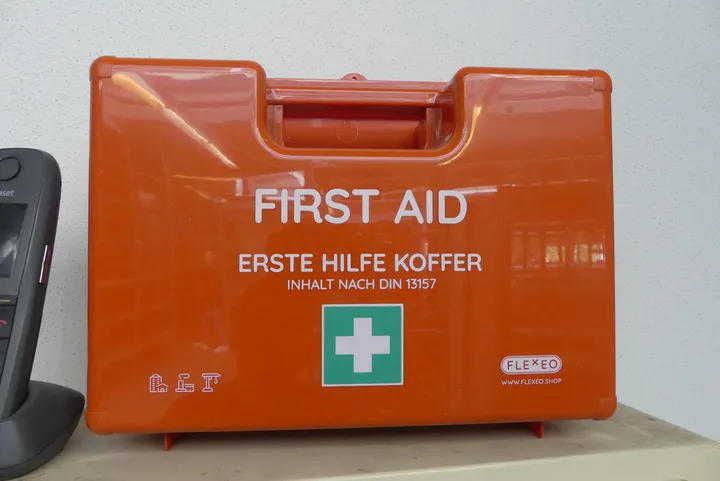 FIRST AID
ERSTE HILFE KOFFER
INHALT NACH DIN 13157
FLEXEO
WWW.FLEXEO.SHOP